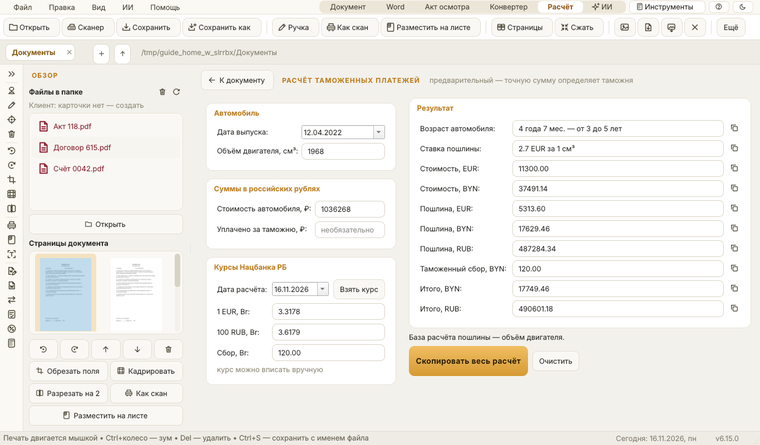 Файл Правка Вид ИИ Помощь Документ Word Акт осмотра Конвертер Расчёт ИИ Инструменты
Открыть Сканер Сохранить Сохранить как Ручка Как скан Разместить на листе Страницы Сжать Ещё
Документы /tmp/guide_home_w_slrrbx/Документы
ОБЗОР
Файлы в папке
Клиент: карточки нет — создать
Акт 118.pdf
Договор 615.pdf
Счёт 0042.pdf
Открыть
Страницы документа
Обрезать поля Кадрировать
Разрезать на 2 Как скан
Разместить на листе
К документу РАСЧЁТ ТАМОЖЕННЫХ ПЛАТЕЖЕЙ предварительный — точную сумму определяет таможня
Автомобиль
Дата выпуска: 12.04.2022
Объём двигателя, см³: 1968
Суммы в российских рублях
Стоимость автомобиля, ₽: 1036268
Уплачено за таможню, ₽: необязательно
Курсы Нацбанка РБ
Дата расчёта: 16.11.2026 Взять курс
1 EUR, Br: 3.3178
100 RUB, Br: 3.6179
Сбор, Br: 120.00
курс можно вписать вручную
Результат
Возраст автомобиля: 4 года 7 мес. — от 3 до 5 лет
Ставка пошлины: 2.7 EUR за 1 см³
Стоимость, EUR: 11300.00
Стоимость, BYN: 37491.14
Пошлина, EUR: 5313.60
Пошлина, BYN: 17629.46
Пошлина, RUB: 487284.34
Таможенный сбор, BYN: 120.00
Итого, BYN: 17749.46
Итого, RUB: 490601.18
База расчёта пошлины — объём двигателя.
Скопировать весь расчёт Очистить
Печать двигается мышкой • Ctrl+колесо — зум • Del — удалить • Ctrl+S — сохранить с именем файла Сегодня: 16.11.2026, пн v6.15.0